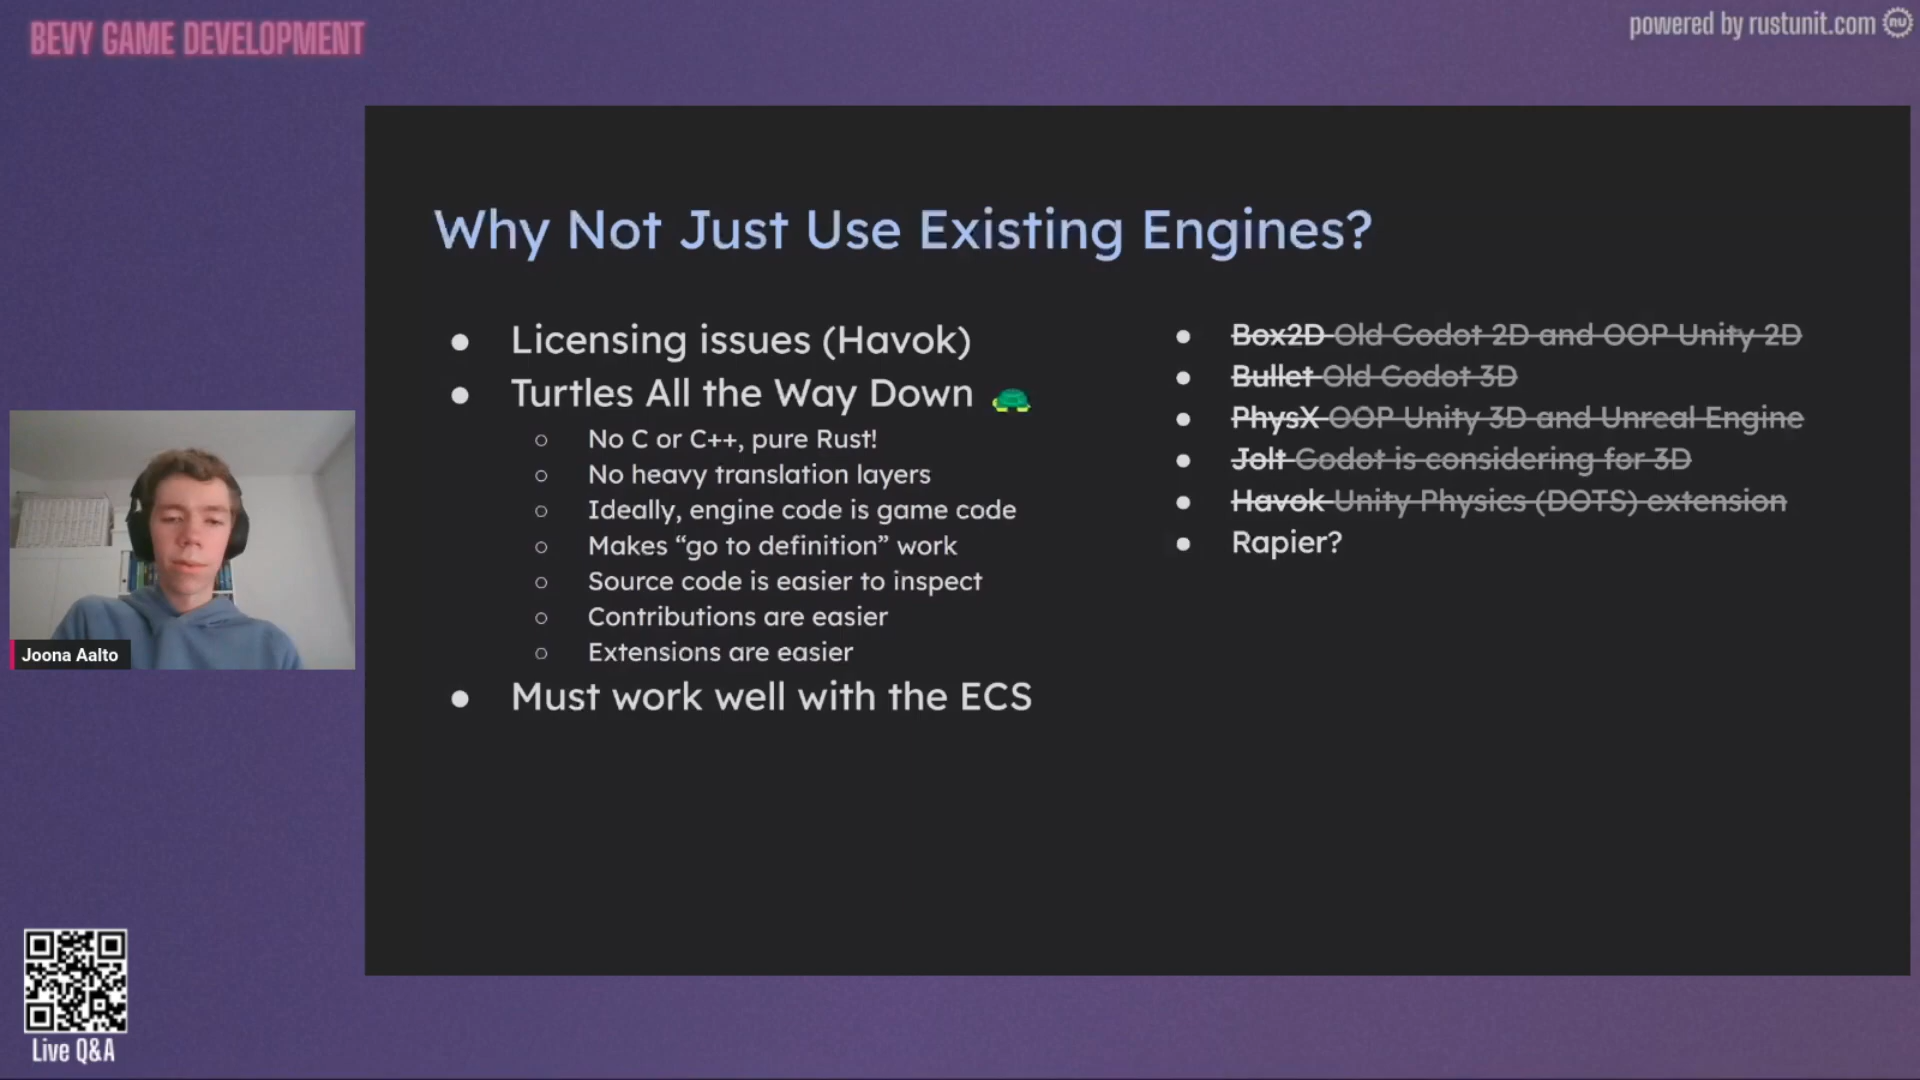 BEVY GAME DEVELOPMENT
powered by rustunit.com
Why Not Just Use Existing Engines?
● Licensing issues (Havok)
● Turtles All the Way Down 🐢
○ No C or C++, pure Rust!
○ No heavy translation layers
○ Ideally, engine code is game code
○ Makes “go to definition” work
○ Source code is easier to inspect
○ Contributions are easier
○ Extensions are easier
● Must work well with the ECS
● Box2D Old Godot 2D and OOP Unity 2D
● Bullet Old Godot 3D
● PhysX OOP Unity 3D and Unreal Engine
● Jolt Godot is considering for 3D
● Havok Unity Physics (DOTS) extension
● Rapier?
Joona Aalto
Live Q&A